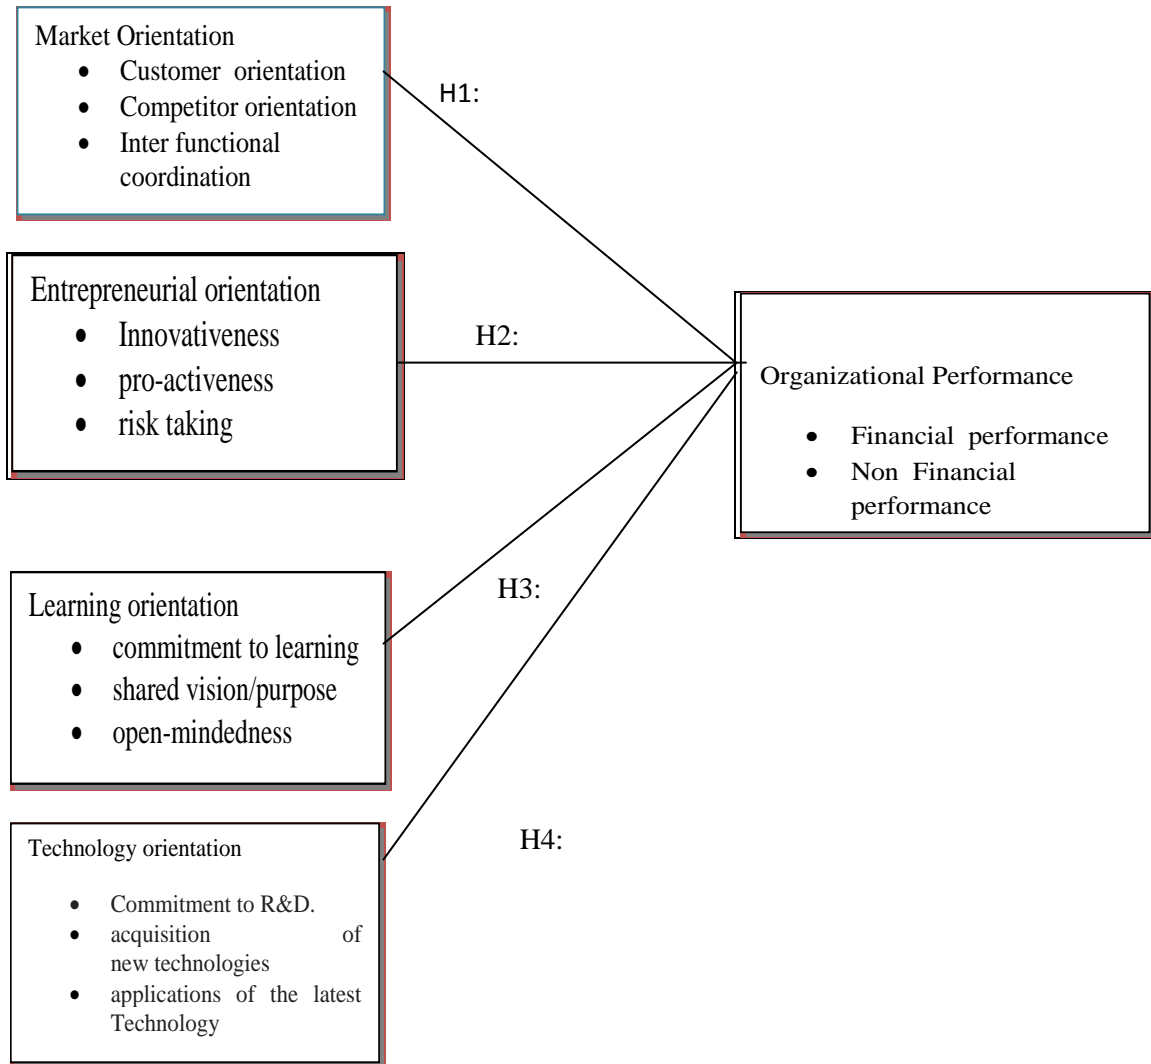 Market Orientation
• Customer orientation
• Competitor orientation
• Inter functional
coordination
H1:
Entrepreneurial orientation
• Innovativeness
• pro-activeness
• risk taking
H2:
Organizational Performance
• Financial performance
• Non Financial
performance
Learning orientation
• commitment to learning
• shared vision/purpose
• open-mindedness
H3:
Technology orientation
• Commitment to R&D.
• acquisition of
new technologies
• applications of the latest
Technology
H4: